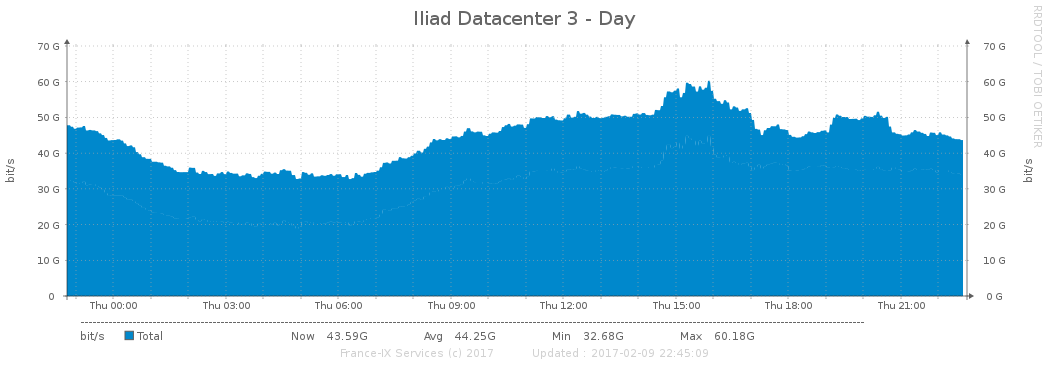 Iliad Datacenter 3 - Day
RRDTOOL / TOBI OETIKER
bit/s
70 G
60 G
50 G
40 G
30 G
20 G
10 G
0
70 G
60 G
50 G
40 G
30 G
20 G
10 G
0 G
bit/s
Thu 00:00 Thu 03:00 Thu 06:00 Thu 09:00 Thu 12:00 Thu 15:00 Thu 18:00 Thu 21:00
bit/s Total Now 43.59G Avg 44.25G Min 32.68G Max 60.18G
France-IX Services (c) 2017 Updated : 2017-02-09 22:45:09